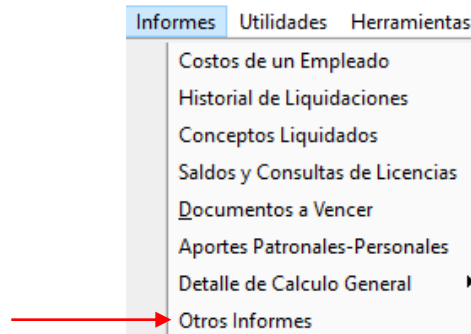 Informes Utilidades Herramientas
Costos de un Empleado
Historial de Liquidaciones
Conceptos Liquidados
Saldos y Consultas de Licencias
Documentos a Vencer
Aportes Patronales-Personales
Detalle de Calculo General
Otros Informes